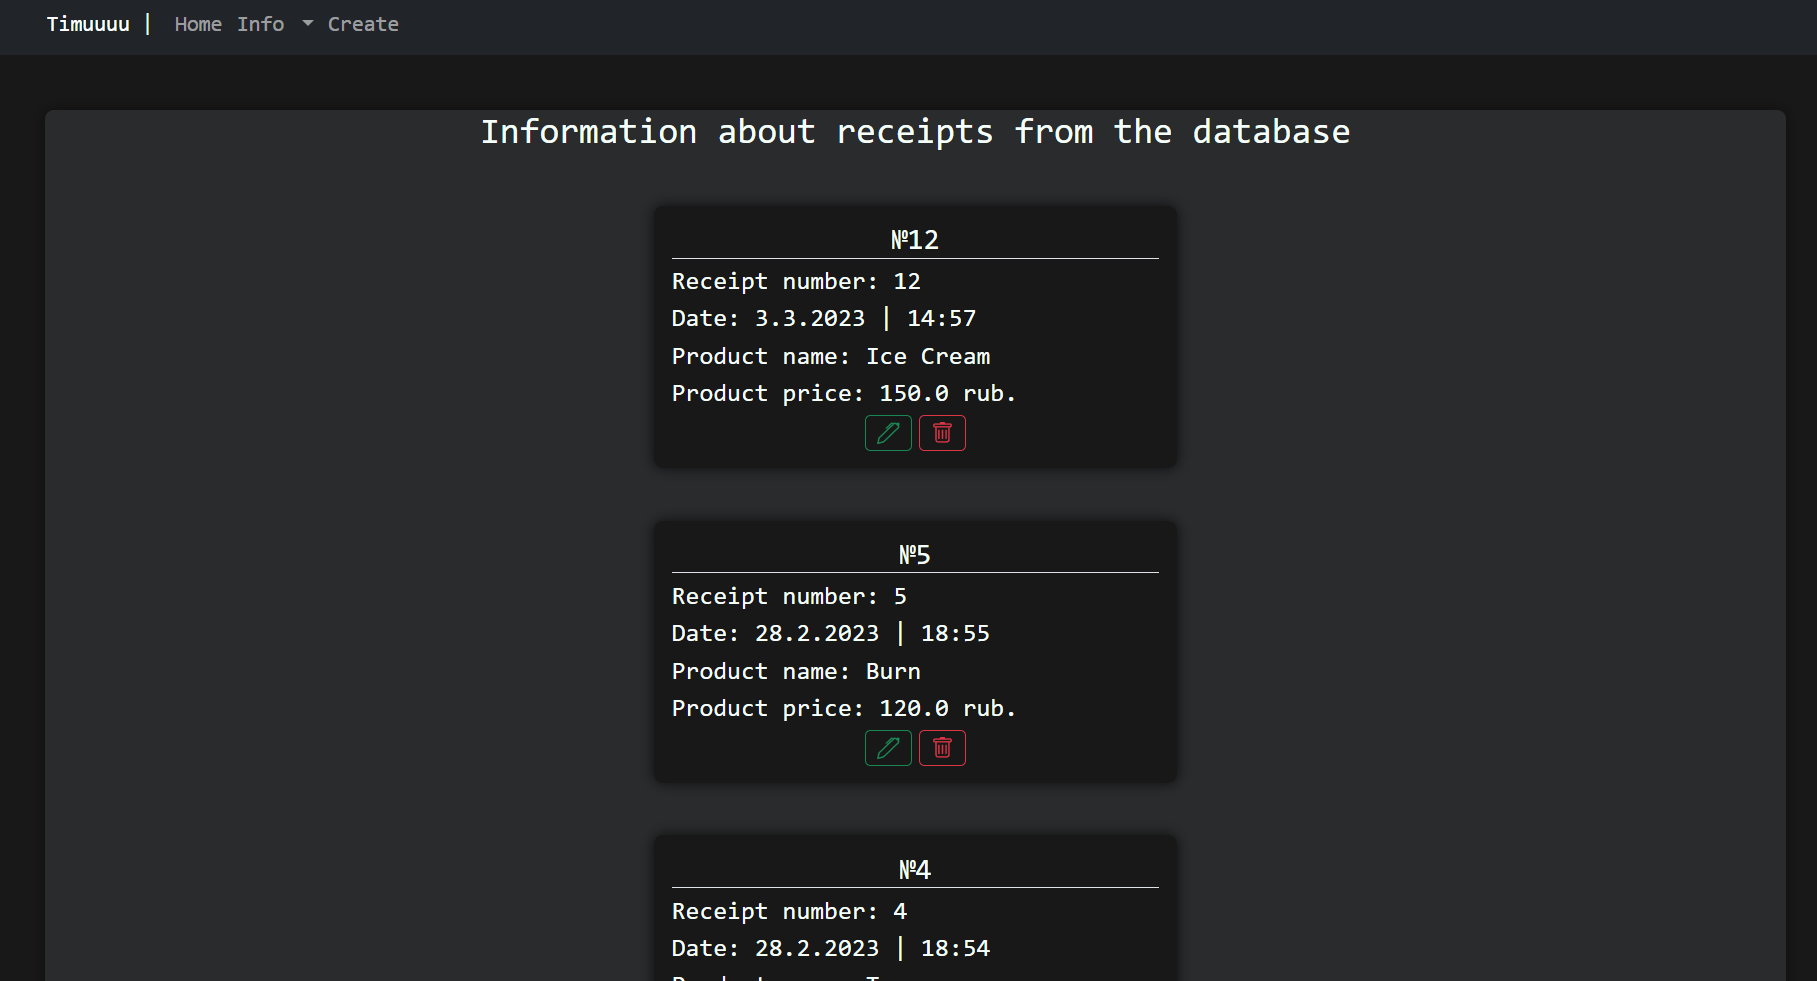 Timuuuu | Home Info Create
Information about receipts from the database
№12
Receipt number: 12
Date: 3.3.2023 | 14:57
Product name: Ice Cream
Product price: 150.0 rub.
№5
Receipt number: 5
Date: 28.2.2023 | 18:55
Product name: Burn
Product price: 120.0 rub.
№4
Receipt number: 4
Date: 28.2.2023 | 18:54